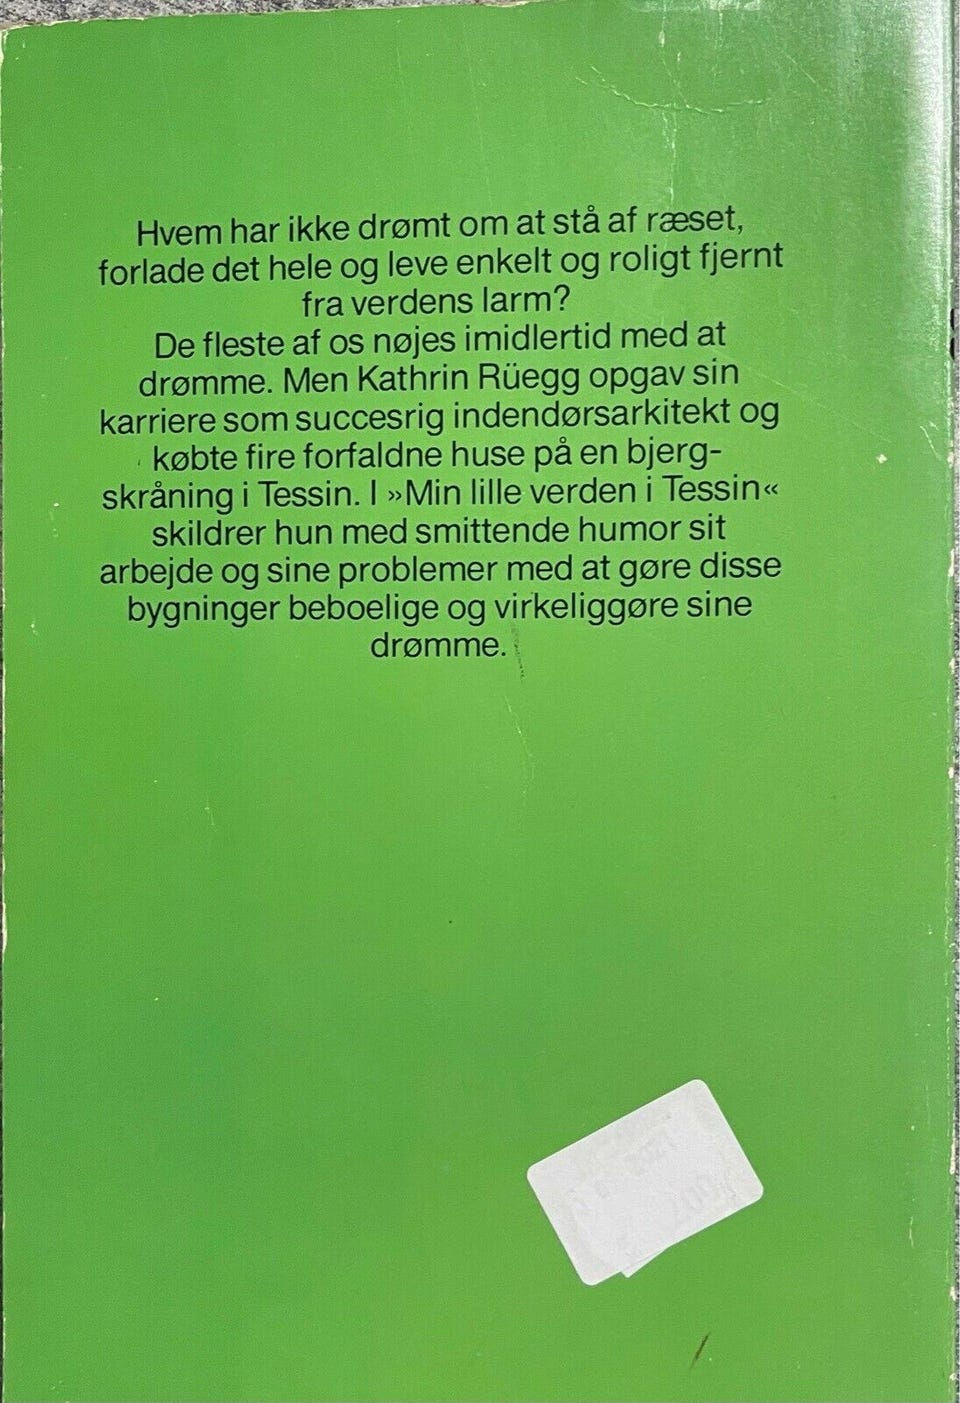 Hvem har ikke drømt om at stå af ræset,
forlade det hele og leve enkelt og roligt fjernt
fra verdens larm?
De fleste af os nøjes imidlertid med at
drømme. Men Kathrin Rüegg opgav sin
karriere som succesrig indendørsarkitekt og
købte fire forfaldne huse på en bjerg-
skråning i Tessin. I »Min lille verden i Tessin«
skildrer hun med smittende humor sit
arbejde og sine problemer med at gøre disse
bygninger beboelige og virkeliggøre sine
drømme.